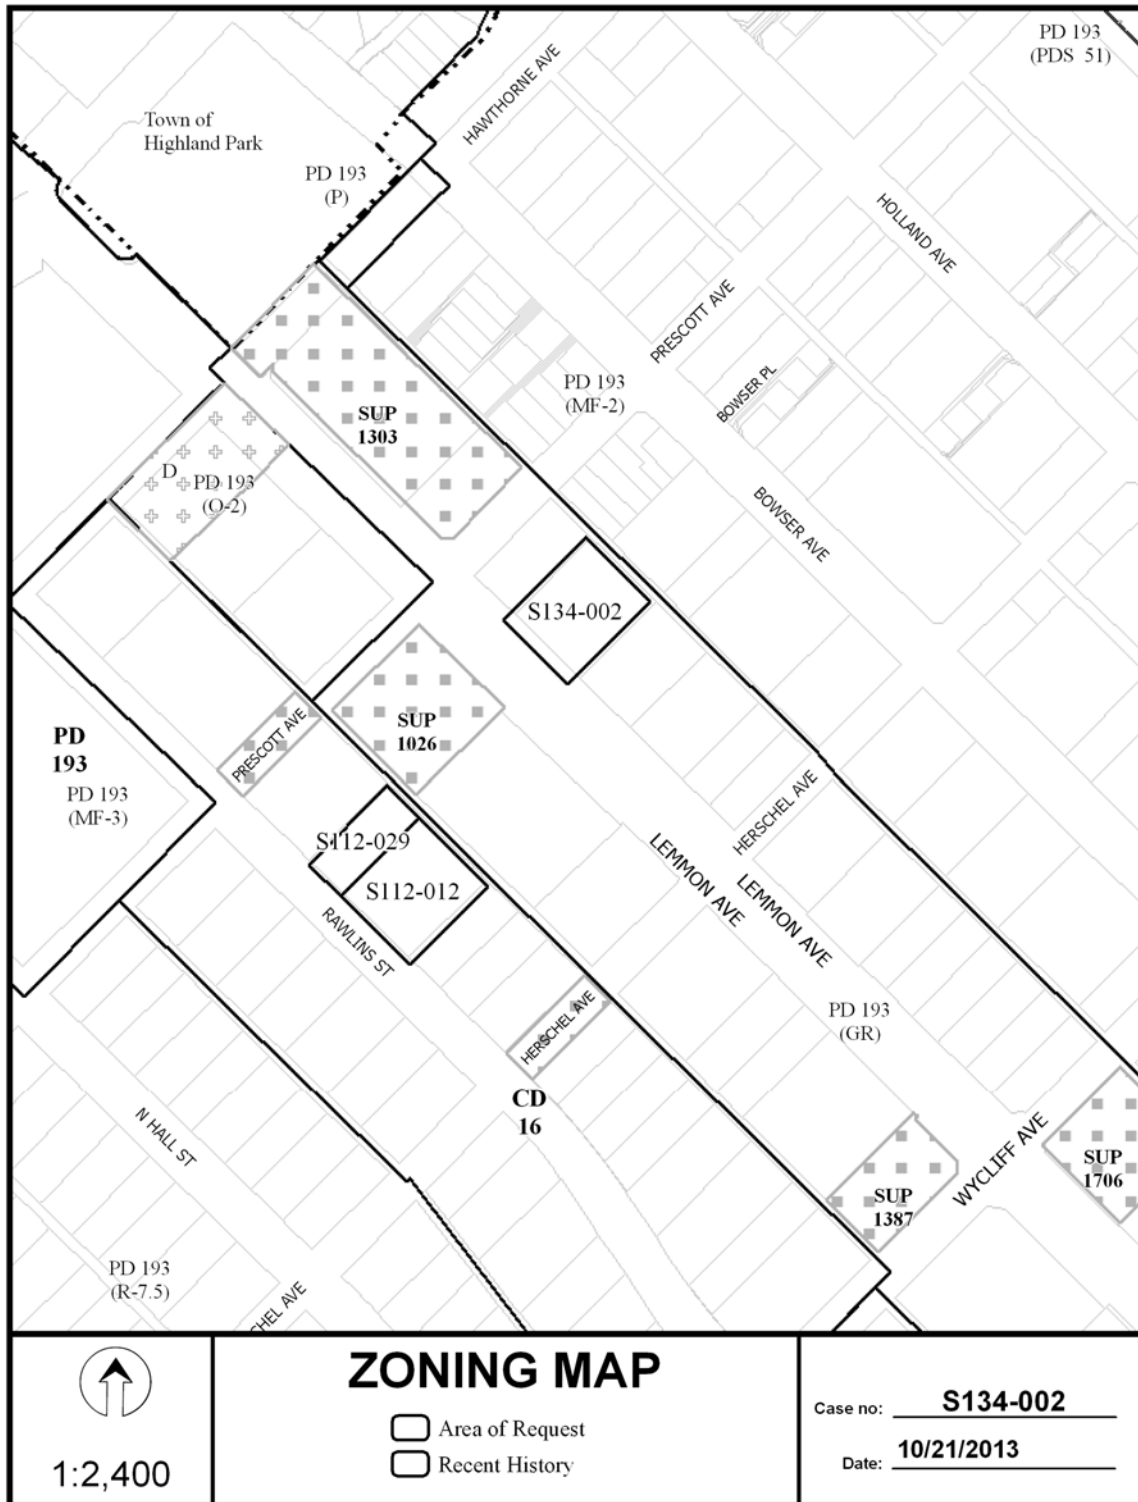 PD 193
(PDS 51)
HAWTHORNE AVE
Town of
Highland Park
PD 193
(P)
HOLLAND AVE
PRESCOTT AVE
BOWSER PL
PD 193
(MF-2)
SUP
1303
D
PD 193
(O-2)
BOWSER AVE
S134-002
SUP
1026
PRESCOTT AVE
PD
193
PD 193
(MF-3)
HERSCHEL AVE
S112-029
S112-012
LEMMON AVE
LEMMON AVE
RAWLINS ST
PD 193
(GR)
HERSCHEL AVE
CD
16
N HALL ST
WYCLIFF AVE
SUP
1706
SUP
1387
PD 193
(R-7.5)
CHEL AVE
1:2,400
ZONING MAP
Area of Request
Recent History
Case no: S134-002
Date: 10/21/2013